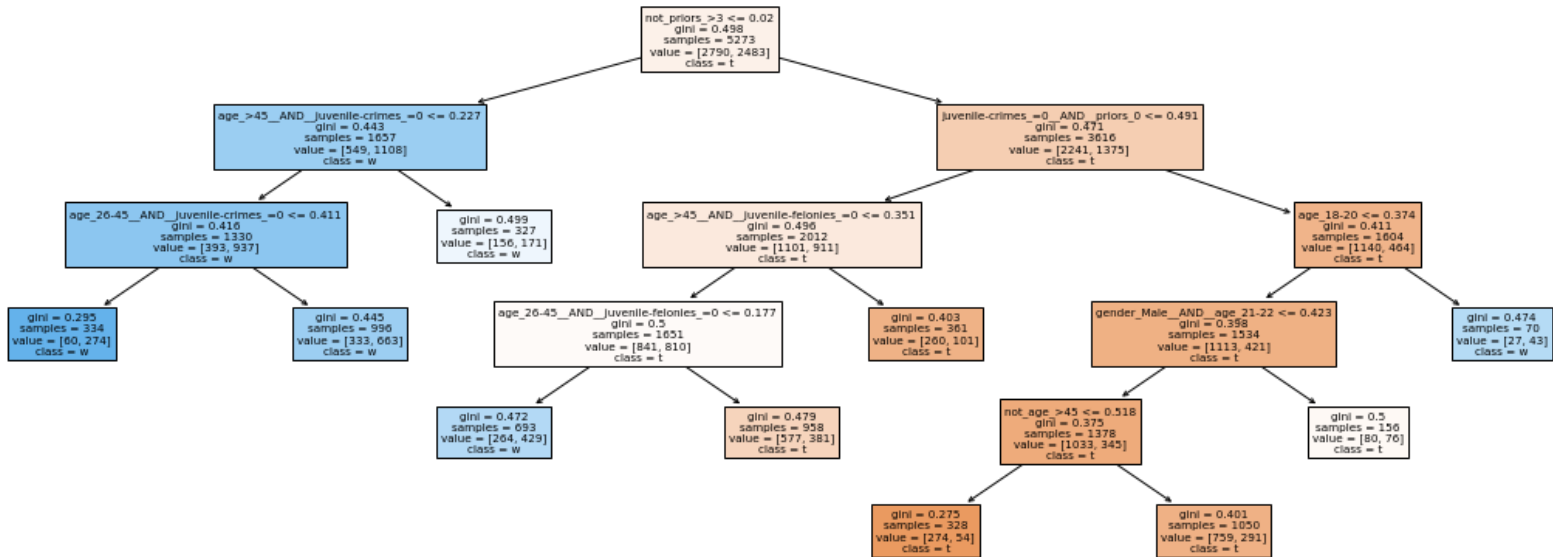 not_priors_>3 <= 0.02
gini = 0.498
samples = 5273
value = [2790, 2483]
class = t
age_>45__AND__juvenile-crimes_=0 <= 0.227
gini = 0.443
samples = 1657
value = [549, 1108]
class = w
juvenile-crimes_=0__AND__priors_0 <= 0.491
gini = 0.471
samples = 3616
value = [2241, 1375]
class = t
age_26-45__AND__juvenile-crimes_=0 <= 0.411
gini = 0.416
samples = 1330
value = [393, 937]
class = w
gini = 0.499
samples = 327
value = [156, 171]
class = w
age_>45__AND__juvenile-felonies_=0 <= 0.351
gini = 0.496
samples = 2012
value = [1101, 911]
class = t
age_18-20 <= 0.374
gini = 0.411
samples = 1604
value = [1140, 464]
class = t
gini = 0.295
samples = 334
value = [60, 274]
class = w
gini = 0.445
samples = 996
value = [333, 663]
class = w
age_26-45__AND__juvenile-felonies_=0 <= 0.177
gini = 0.5
samples = 1651
value = [841, 810]
class = t
gini = 0.403
samples = 361
value = [260, 101]
class = t
gender_Male__AND__age_21-22 <= 0.423
gini = 0.398
samples = 1534
value = [1113, 421]
class = t
gini = 0.474
samples = 70
value = [27, 43]
class = w
gini = 0.472
samples = 693
value = [264, 429]
class = w
gini = 0.479
samples = 958
value = [577, 381]
class = t
not_age_>45 <= 0.518
gini = 0.375
samples = 1378
value = [1033, 345]
class = t
gini = 0.5
samples = 156
value = [80, 76]
class = t
gini = 0.275
samples = 328
value = [274, 54]
class = t
gini = 0.401
samples = 1050
value = [759, 291]
class = t